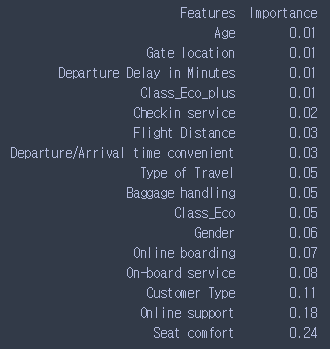 Features Importance
Age 0.01
Gate location 0.01
Departure Delay in Minutes 0.01
Class_Eco_plus 0.01
Checkin service 0.02
Flight Distance 0.03
Departure/Arrival time convenient 0.03
Type of Travel 0.05
Baggage handling 0.05
Class_Eco 0.05
Gender 0.06
Online boarding 0.07
On-board service 0.08
Customer Type 0.11
Online support 0.18
Seat comfort 0.24